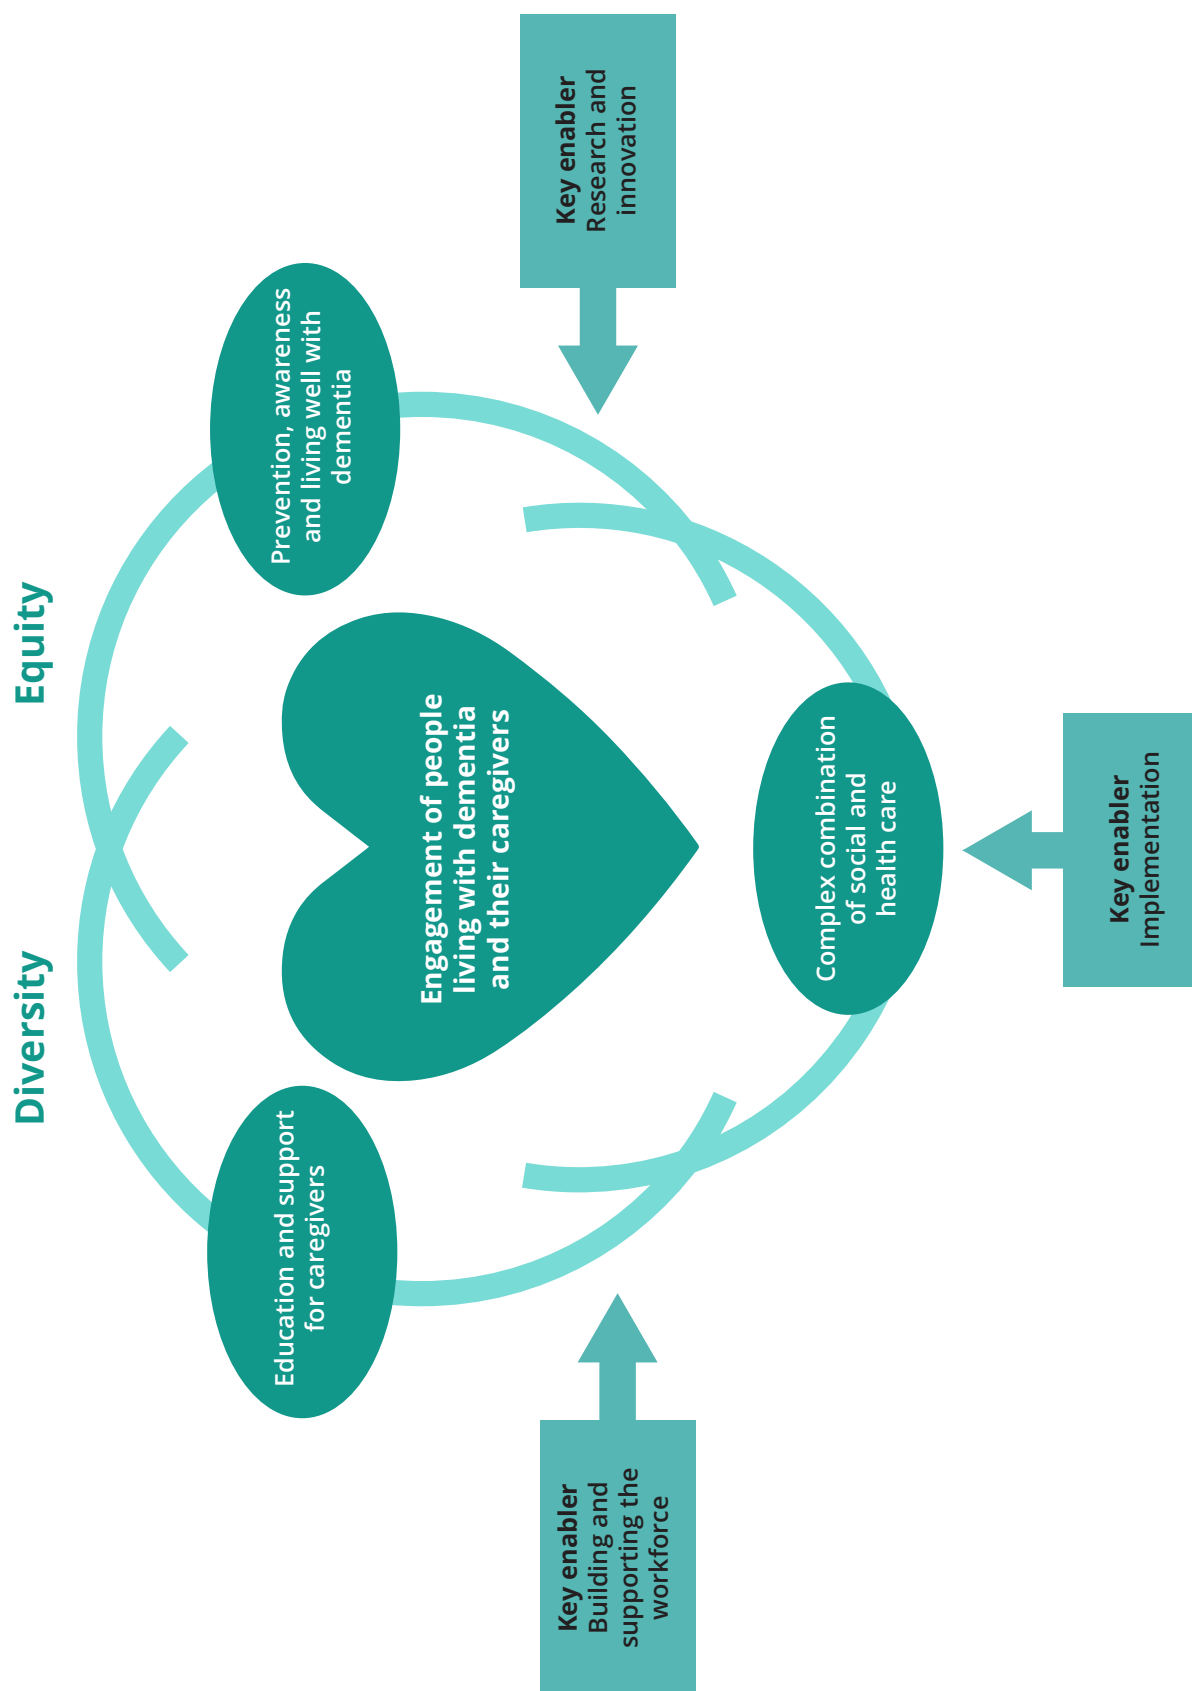 Diversity
Equity
Education and support
for caregivers
Prevention, awareness
and living well with
dementia
Engagement of people
living with dementia
and their caregivers
Key enabler
Building and
supporting the
workforce
Key enabler
Research and
innovation
Complex combination
of social and
health care
Key enabler
Implementation